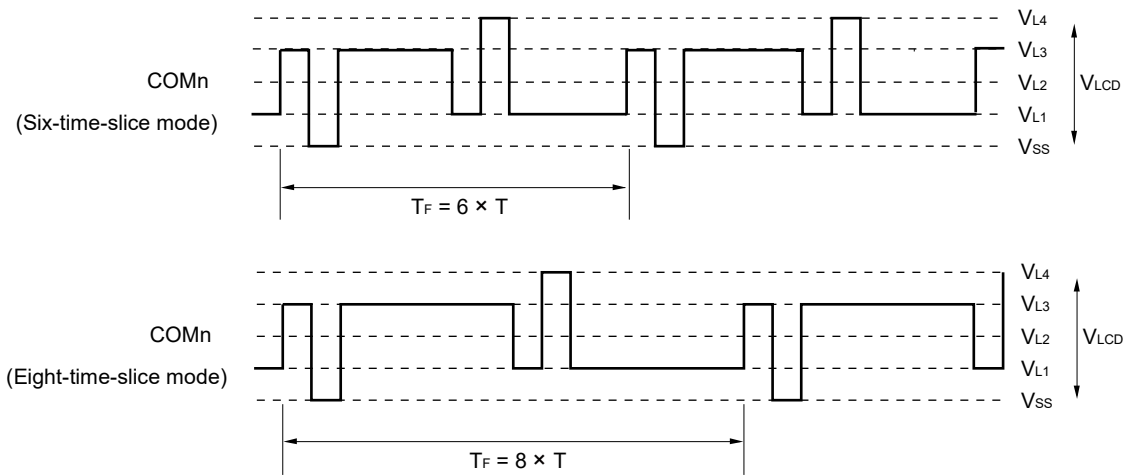 VL4
VL3
COMn
VL2
VLCD
(Six-time-slice mode)
VL1
VSS
TF = 6 × T
VL4
VL3
COMn
VL2
VLCD
(Eight-time-slice mode)
VL1
VSS
TF = 8 × T